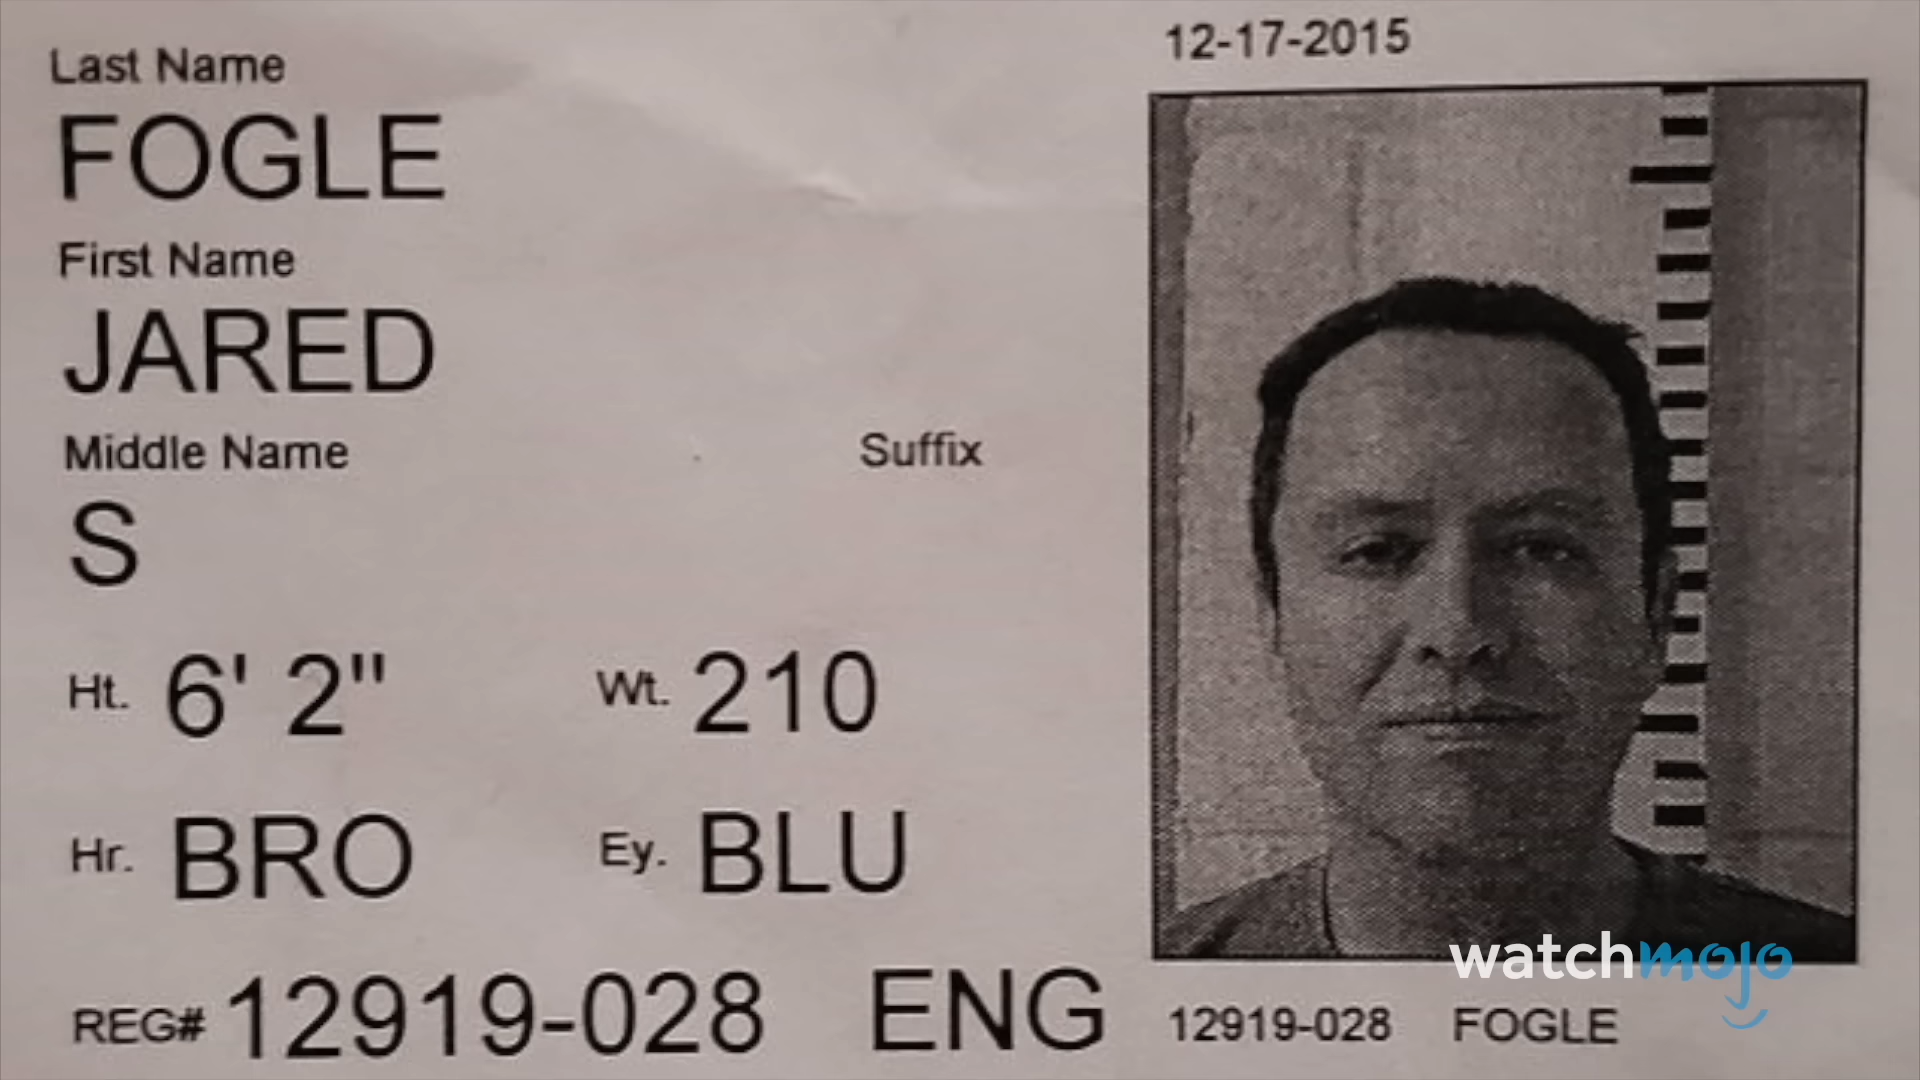 12-17-2015
Last Name
FOGLE
First Name
JARED
Middle Name Suffix
S
Ht. 6' 2" Wt. 210
Hr. BRO Ey. BLU
REG# 12919-028 ENG
12919-028 FOGLE
watchmojo